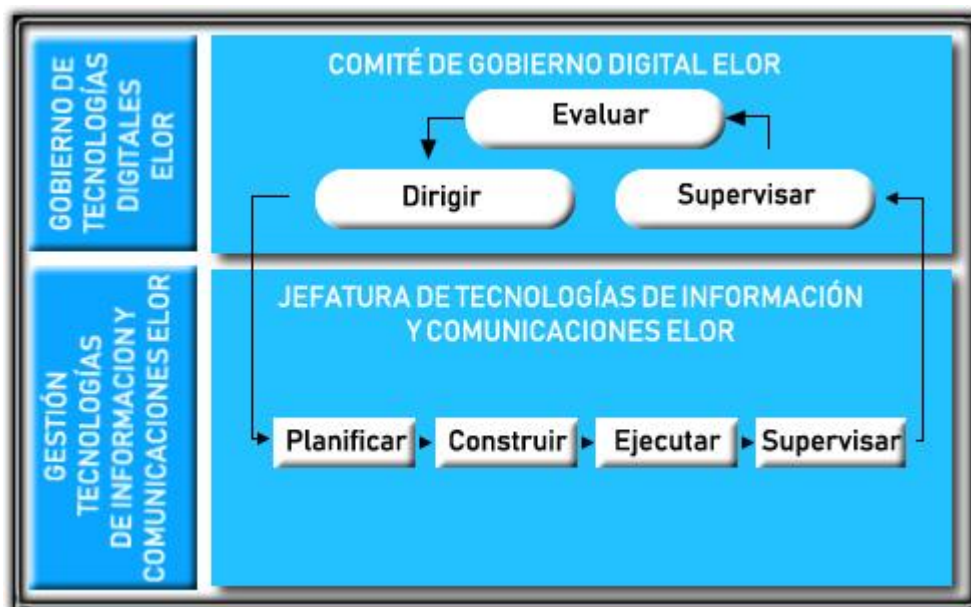 GOBIERNO DE
TECNOLOGÍAS
DIGITALES
ELOR
COMITÉ DE GOBIERNO DIGITAL ELOR
Evaluar
Dirigir
Supervisar
GESTIÓN
TECNOLOGÍAS
DE INFORMACION Y
COMUNICACIONES ELOR
JEFATURA DE TECNOLOGÍAS DE INFORMACIÓN
Y COMUNICACIONES ELOR
Planificar
Construir
Ejecutar
Supervisar